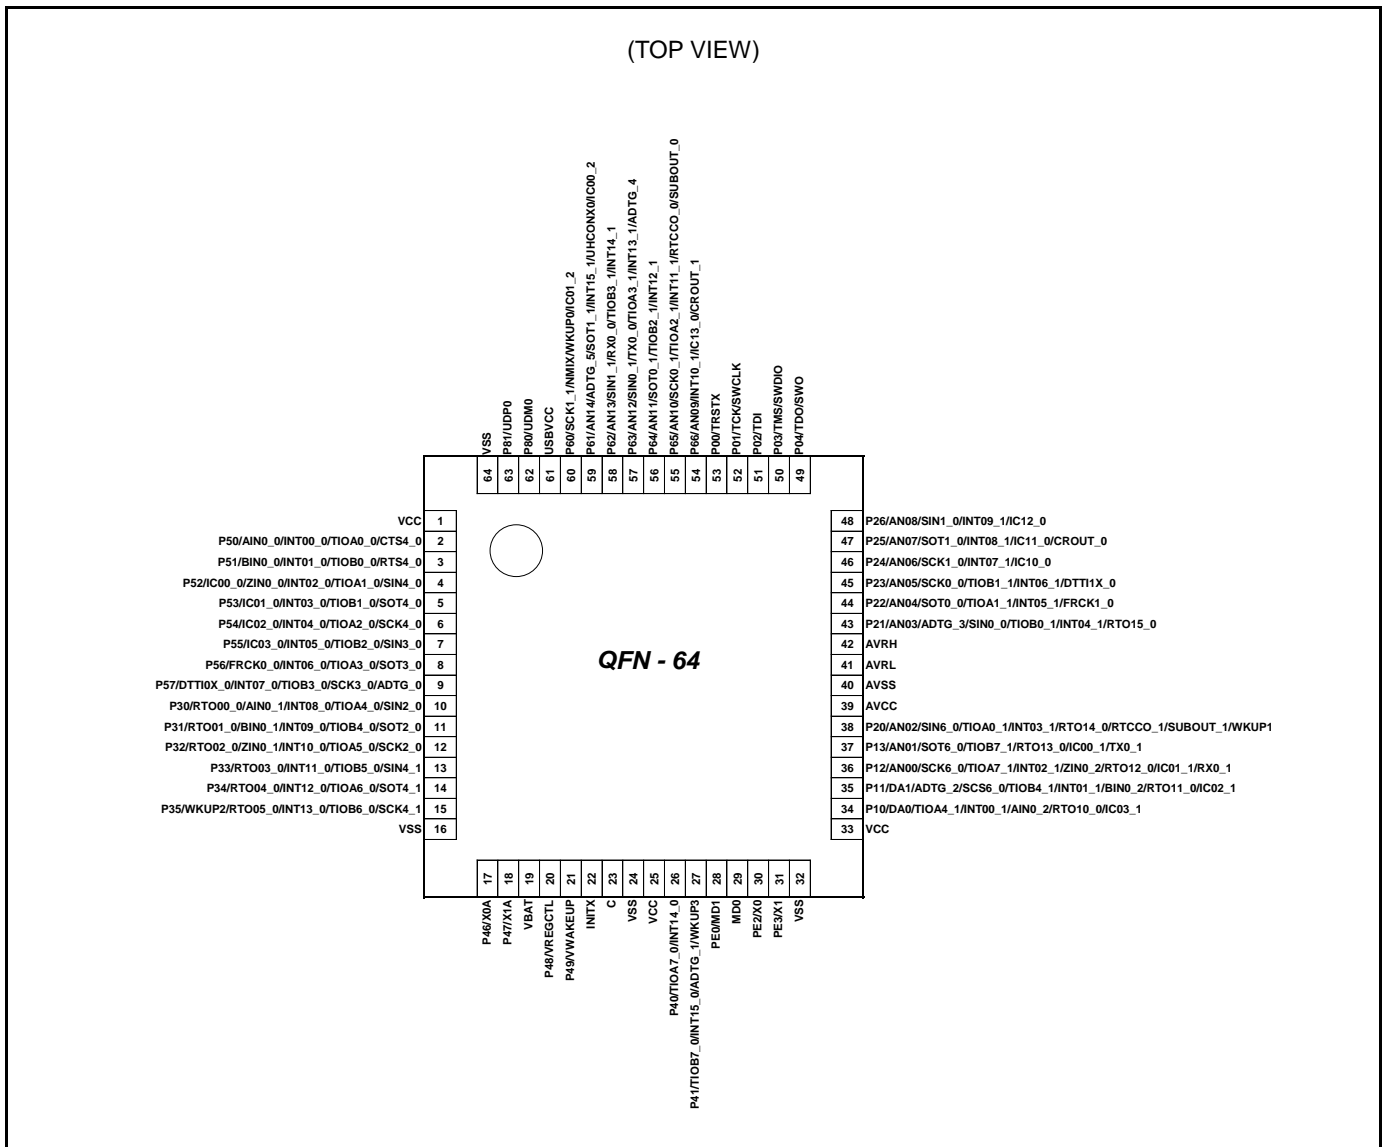 (TOP VIEW)
VSS
P81/UDP0
P80/UDM0
USBVCC
P60/SCK1_1/NMIX/WKUP0/IC01_2
P61/AN14/ADTG_5/SOT1_1/INT15_1/UHCONX0/IC00_2
P62/AN13/SIN1_1/RX0_0/TIOB3_1/INT14_1
P63/AN12/SIN0_1/TX0_0/TIOA3_1/INT13_1/ADTG_4
P64/AN11/SOT0_1/TIOB2_1/INT12_1
P65/AN10/SCK0_1/TIOA2_1/INT11_1/RTCCO_0/SUBOUT_0
P66/AN09/INT10_1/IC13_0/CROUT_1
P00/TRSTX
P01/TCK/SWCLK
P02/TDI
P03/TMS/SWDIO
P04/TDO/SWO
64 63 62 61 60 59 58 57 56 55 54 53 52 51 50 49
VCC 1
P50/AIN0_0/INT00_0/TIOA0_0/CTS4_0 2
P51/BIN0_0/INT01_0/TIOB0_0/RTS4_0 3
P52/IC00_0/ZIN0_0/INT02_0/TIOA1_0/SIN4_0 4
P53/IC01_0/INT03_0/TIOB1_0/SOT4_0 5
P54/IC02_0/INT04_0/TIOA2_0/SCK4_0 6
P55/IC03_0/INT05_0/TIOB2_0/SIN3_0 7
P56/FRCK0_0/INT06_0/TIOA3_0/SOT3_0 8
P57/DTTI0X_0/INT07_0/TIOB3_0/SCK3_0/ADTG_0 9
P30/RTO00_0/AIN0_1/INT08_0/TIOA4_0/SIN2_0 10
P31/RTO01_0/BIN0_1/INT09_0/TIOB4_0/SOT2_0 11
P32/RTO02_0/ZIN0_1/INT10_0/TIOA5_0/SCK2_0 12
P33/RTO03_0/INT11_0/TIOB5_0/SIN4_1 13
P34/RTO04_0/INT12_0/TIOA6_0/SOT4_1 14
P35/WKUP2/RTO05_0/INT13_0/TIOB6_0/SCK4_1 15
VSS 16
QFN - 64
48 P26/AN08/SIN1_0/INT09_1/IC12_0
47 P25/AN07/SOT1_0/INT08_1/IC11_0/CROUT_0
46 P24/AN06/SCK1_0/INT07_1/IC10_0
45 P23/AN05/SCK0_0/TIOB1_1/INT06_1/DTTI1X_0
44 P22/AN04/SOT0_0/TIOA1_1/INT05_1/FRCK1_0
43 P21/AN03/ADTG_3/SIN0_0/TIOB0_1/INT04_1/RTO15_0
42 AVRH
41 AVRL
40 AVSS
39 AVCC
38 P20/AN02/SIN6_0/TIOA0_1/INT03_1/RTO14_0/RTCCO_1/SUBOUT_1/WKUP1
37 P13/AN01/SOT6_0/TIOB7_1/RTO13_0/IC00_1/TX0_1
36 P12/AN00/SCK6_0/TIOA7_1/INT02_1/ZIN0_2/RTO12_0/IC01_1/RX0_1
35 P11/DA1/ADTG_2/SCS6_0/TIOB4_1/INT01_1/BIN0_2/RTO11_0/IC02_1
34 P10/DA0/TIOA4_1/INT00_1/AIN0_2/RTO10_0/IC03_1
33 VCC
17 18 19 20 21 22 23 24 25 26 27 28 29 30 31 32
P46/X0A
P47/X1A
VBAT
P48/VREGCTL
P49/VWAKEUP
INITX
C
VSS
VCC
P40/TIOA7_0/INT14_0
P41/TIOB7_0/INT15_0/ADTG_1/WKUP3
PE0/MD1
MD0
PE2/X0
PE3/X1
VSS